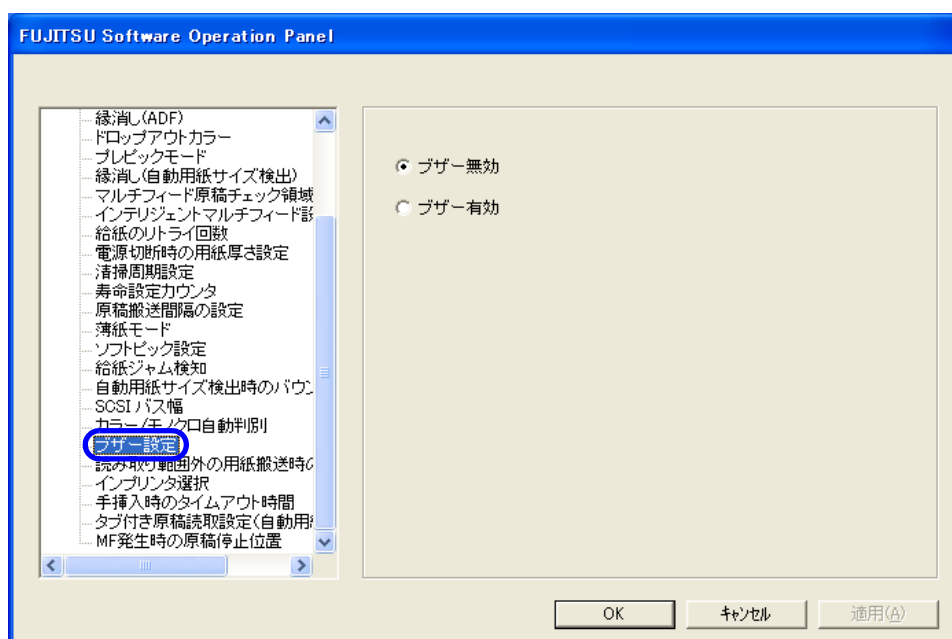 FUJITSU Software Operation Panel
縁消し(ADF)
ドロップアウトカラー
プレピックモード
縁消し(自動用紙サイズ検出)
マルチフィード原稿チェック領域
インテリジェントマルチフィード設
給紙のリトライ回数
電源切断時の用紙厚さ設定
清掃周期設定
寿命設定カウンタ
原稿搬送間隔の設定
薄紙モード
ソフトピック設定
給紙ジャム検知
自動用紙サイズ検出時のバウン
SCSI バス幅
カラー/モノクロ自動判別
ブザー設定
読み取り範囲外の用紙搬送時の
インプリンタ選択
手挿入時のタイムアウト時間
タブ付き原稿読取設定(自動用
MF発生時の原稿停止位置
ブザー無効
ブザー有効
OK
キャンセル
適用(A)